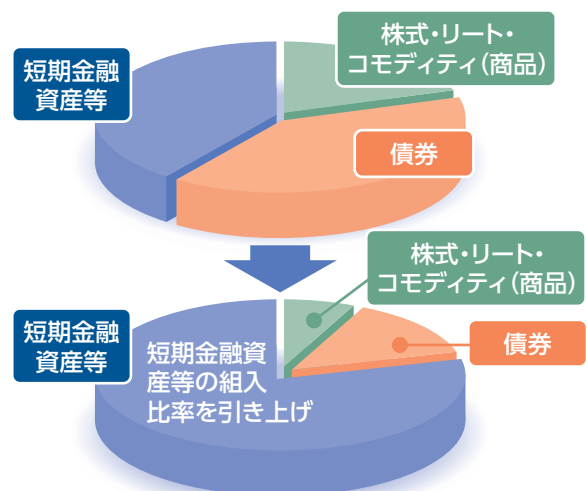 株式・リート・
コモディティ（商品）
短期金融
資産等
債券
株式・リート・
コモディティ（商品）
短期金融
資産等
債券
短期金融資
産等の組入
比率を引き上げ